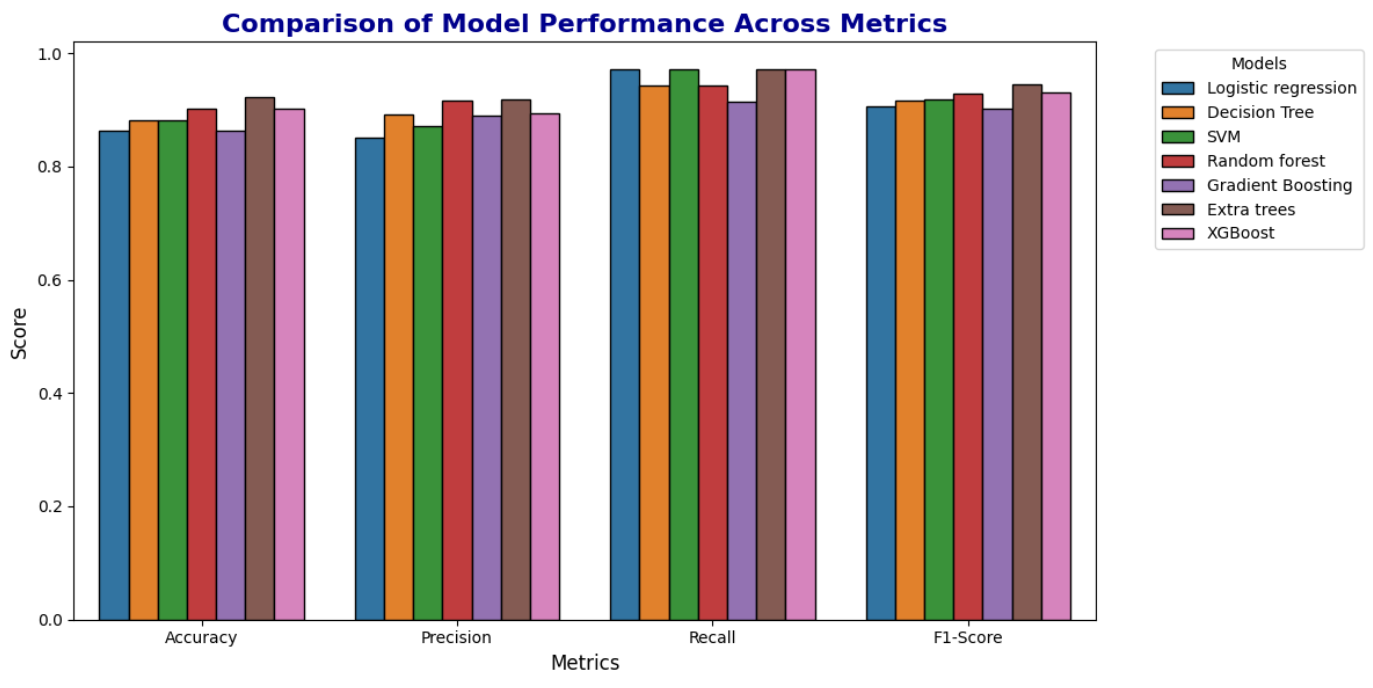 Comparison of Model Performance Across Metrics
1.0
0.8
0.6
0.4
0.2
0.0
Score
Accuracy
Precision
Recall
F1-Score
Metrics
Models
Logistic regression
Decision Tree
SVM
Random forest
Gradient Boosting
Extra trees
XGBoost